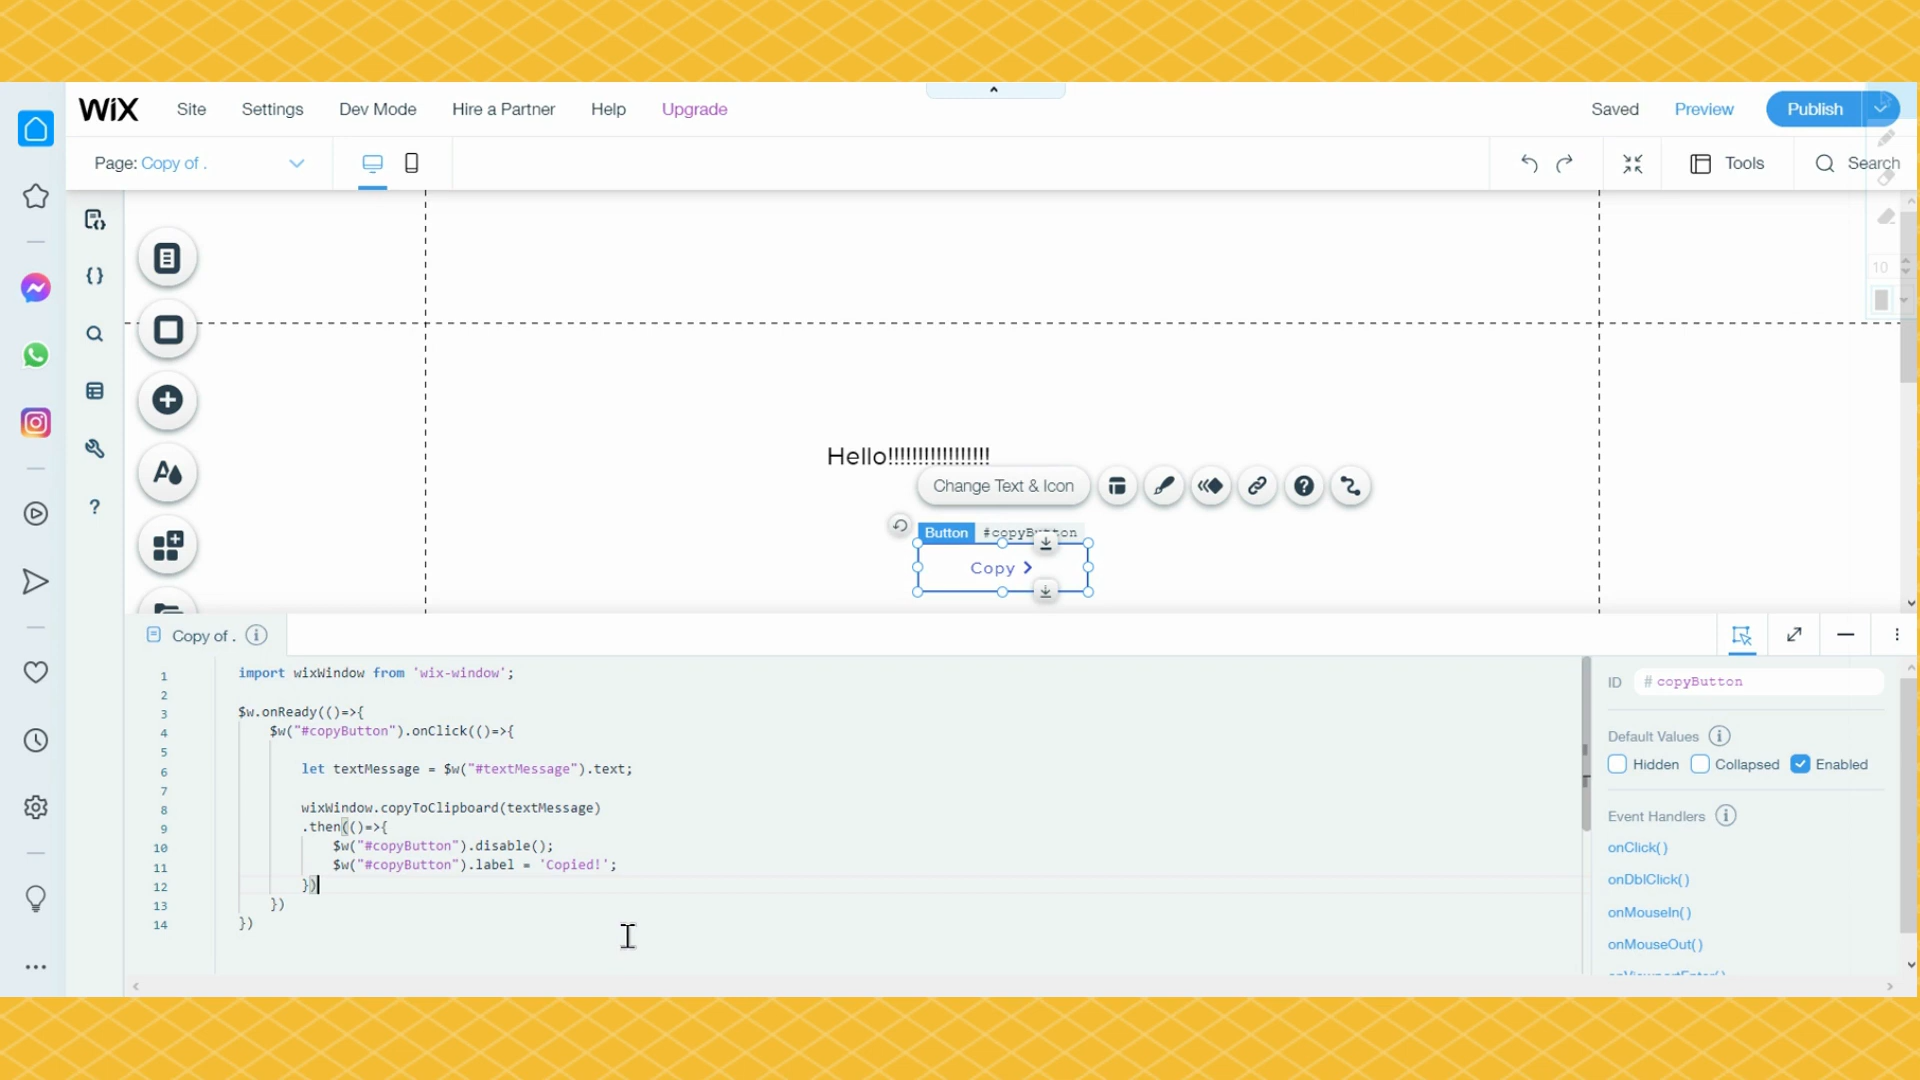 WiX Site Settings Dev Mode Hire a Partner Help Upgrade Saved Preview Publish
Page: Copy of . Tools Search
10
Hello!!!!!!!!!!!!!!!!!
Change Text & Icon
Button #copyButton
Copy
Copy of .
1 import wixWindow from 'wix-window';
2
3 $w.onReady(()=>{
4 $w("#copyButton").onClick(()=>{
5
6 let textMessage = $w("#textMessage").text;
7
8 wixWindow.copyToClipboard(textMessage)
9 .then(()=>{
10 $w("#copyButton").disable();
11 $w("#copyButton").label = 'Copied!';
12 })
13 })
14 })
ID # copyButton
Default Values
Hidden Collapsed Enabled
Event Handlers
onClick()
onDblClick()
onMouseIn()
onMouseOut()